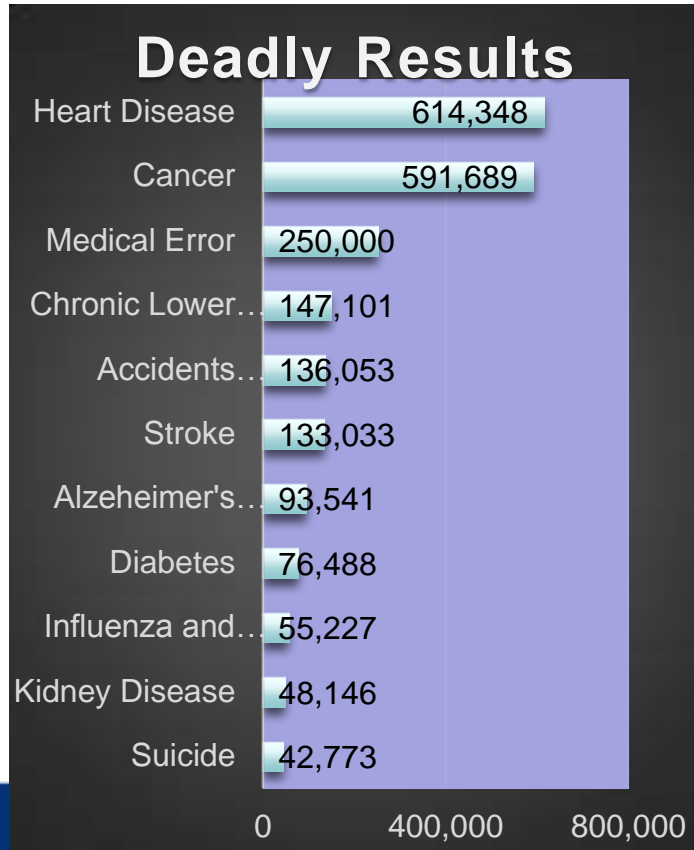 Deadly Results
Heart Disease 614,348
Cancer 591,689
Medical Error 250,000
Chronic Lower… 147,101
Accidents… 136,053
Stroke 133,033
Alzeheimer's… 93,541
Diabetes 76,488
Influenza and… 55,227
Kidney Disease 48,146
Suicide 42,773
0 400,000 800,000